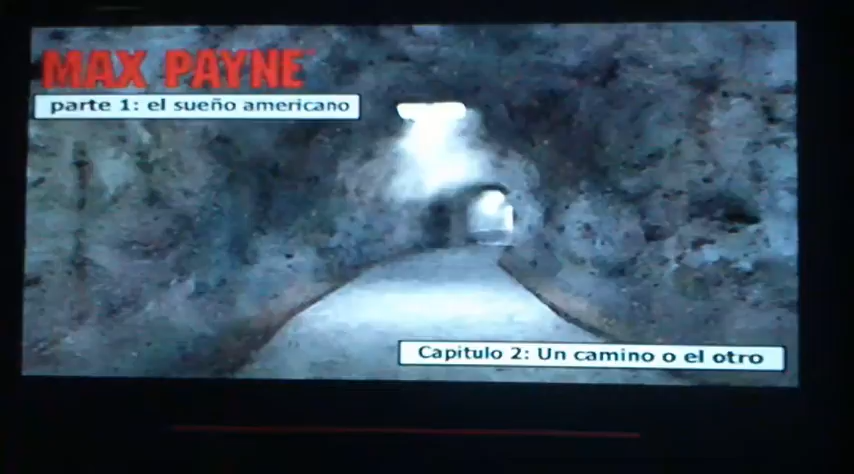 MAX PAYNE
parte 1: el sueño americano
Capitulo 2: Un camino o el otro